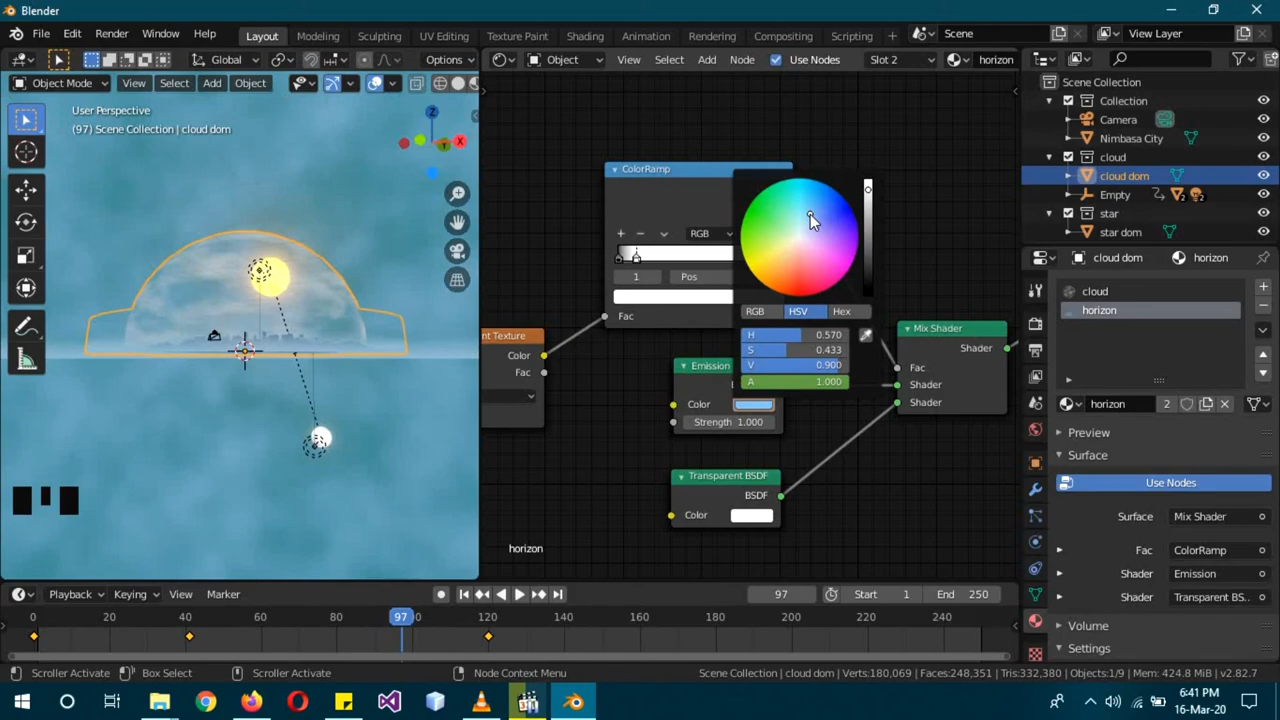 Blender
File Edit Render Window Help Layout Modeling Sculpting UV Editing Texture Paint Shading Animation Rendering Compositing Scripting Scene View Layer
Global Options Object View Select Add Node Use Nodes Slot 2 horizon
Object Mode View Select Add Object
User Perspective
(97) Scene Collection | cloud dom
Z
X
Y
ColorRamp
RGB
1 Pos
Fac
nt Texture
Color
Fac
RGB HSV Hex
H 0.570
S 0.433
V 0.900
A 1.000
Emission
Color
Strength 1.000
Mix Shader
Shader
Fac
Shader
Shader
Transparent BSDF
BSDF
Color
horizon
Scene Collection
Collection
Camera
Nimbasa City
cloud
cloud dom
Empty 2 2
star
star dom
cloud dom horizon
cloud
horizon
horizon 2
Preview
Surface
Use Nodes
Surface Mix Shader
Fac ColorRamp
Shader Emission
Shader Transparent BS..
Volume
Settings
Playback Keying View Marker 97 Start 1 End 250
0 20 40 60 80 97 120 140 160 180 200 220 240
Scroller Activate Box Select Scroller Activate Node Context Menu Scene Collection | cloud dom | Verts:180,069 | Faces:248,351 | Tris:332,380 | Objects:1/9 | Mem: 424.8 MiB | v2.82.7
6:41 PM
16-Mar-20